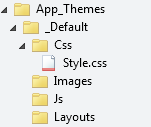 App_Themes
_Default
Css
Style.css
Images
Js
Layouts